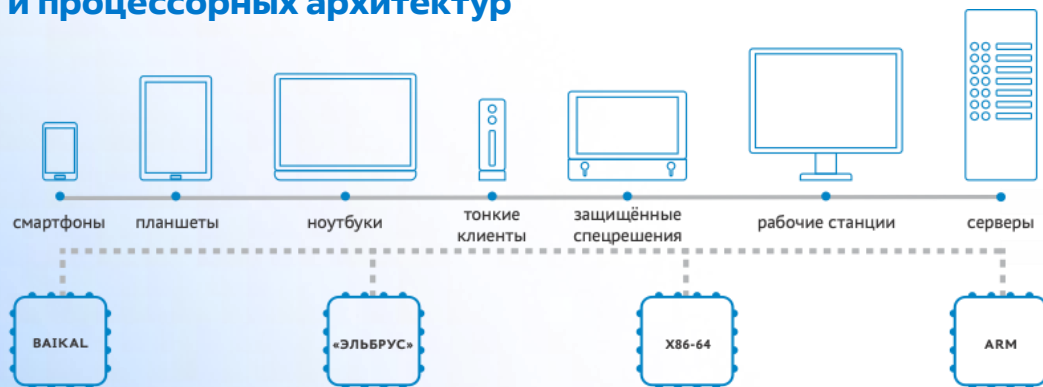 и процессорных архитектур
смартфоны
планшеты
ноутбуки
тонкие
клиенты
защищённые
спецрешения
рабочие станции
серверы
BAIKAL
«ЭЛЬБРУС»
X86-64
ARM